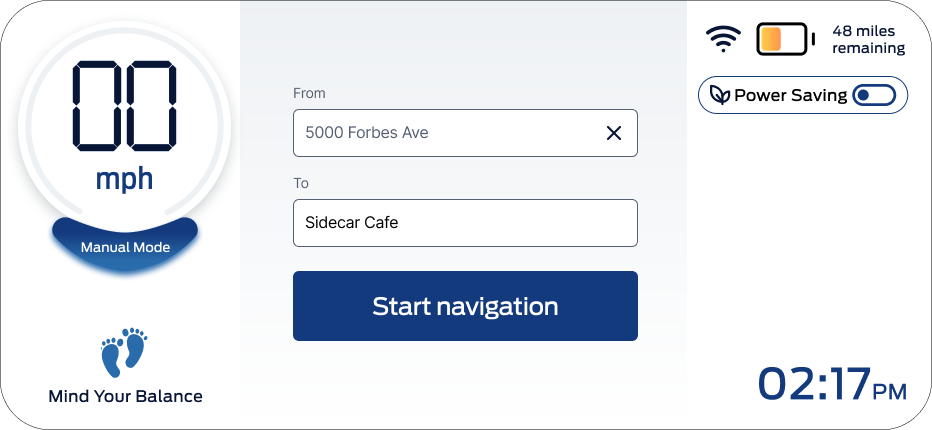 00
mph
Manual Mode
Mind Your Balance
From
5000 Forbes Ave
To
Sidecar Cafe
Start navigation
48 miles
remaining
Power Saving
02:17PM